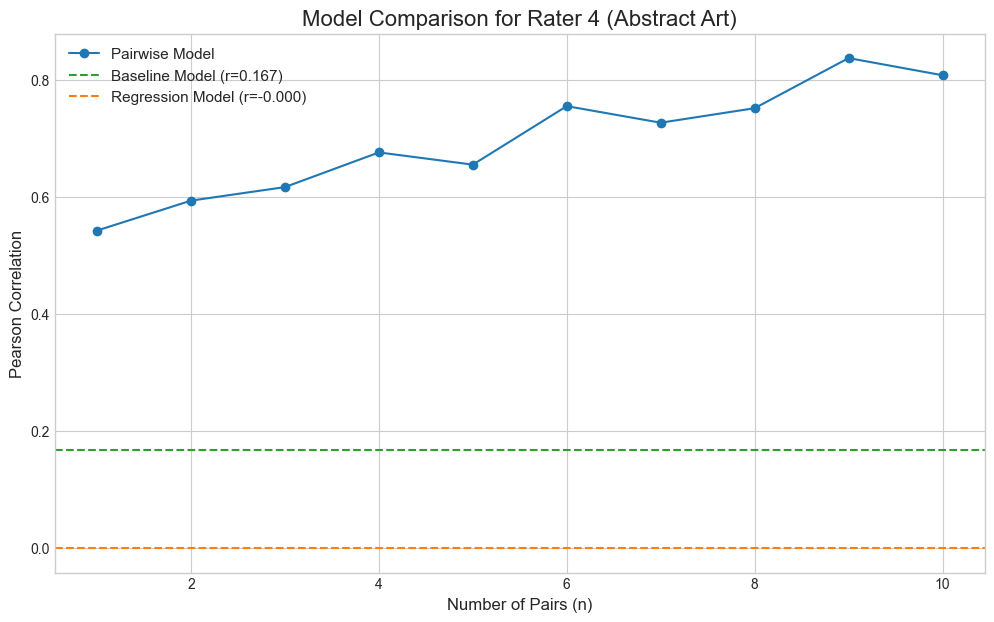 Model Comparison for Rater 4 (Abstract Art)
Pairwise Model
Baseline Model (r=0.167)
Regression Model (r=-0.000)
Pearson Correlation
0.8
0.6
0.4
0.2
0.0
2 4 6 8 10
Number of Pairs (n)